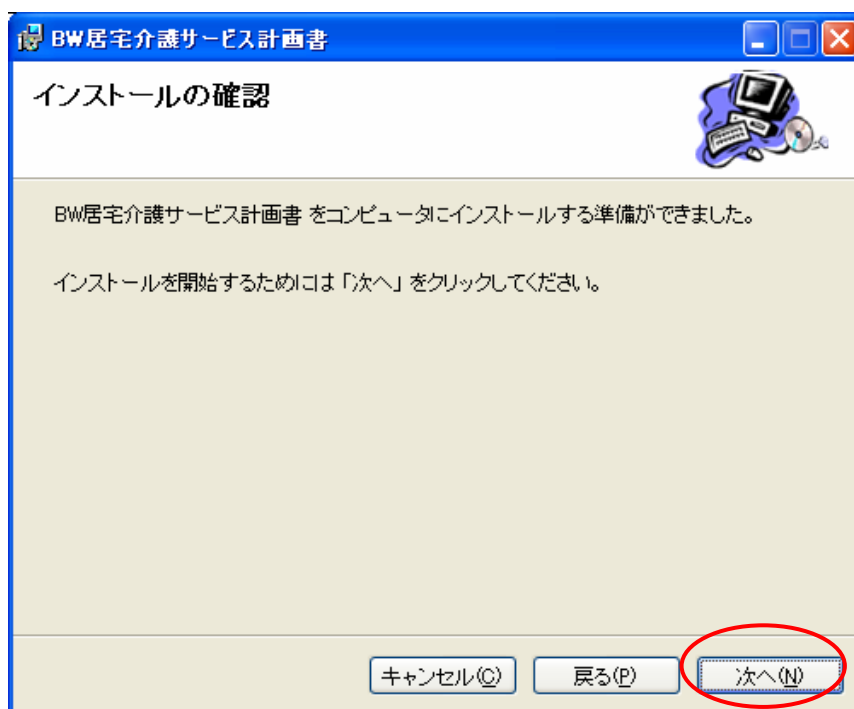 BW居宅介護サービス計画書
インストールの確認
BW居宅介護サービス計画書 をコンピュータにインストールする準備ができました。
インストールを開始するためには「次へ」をクリックしてください。
キャンセル(C) 戻る(P) 次へ(N)